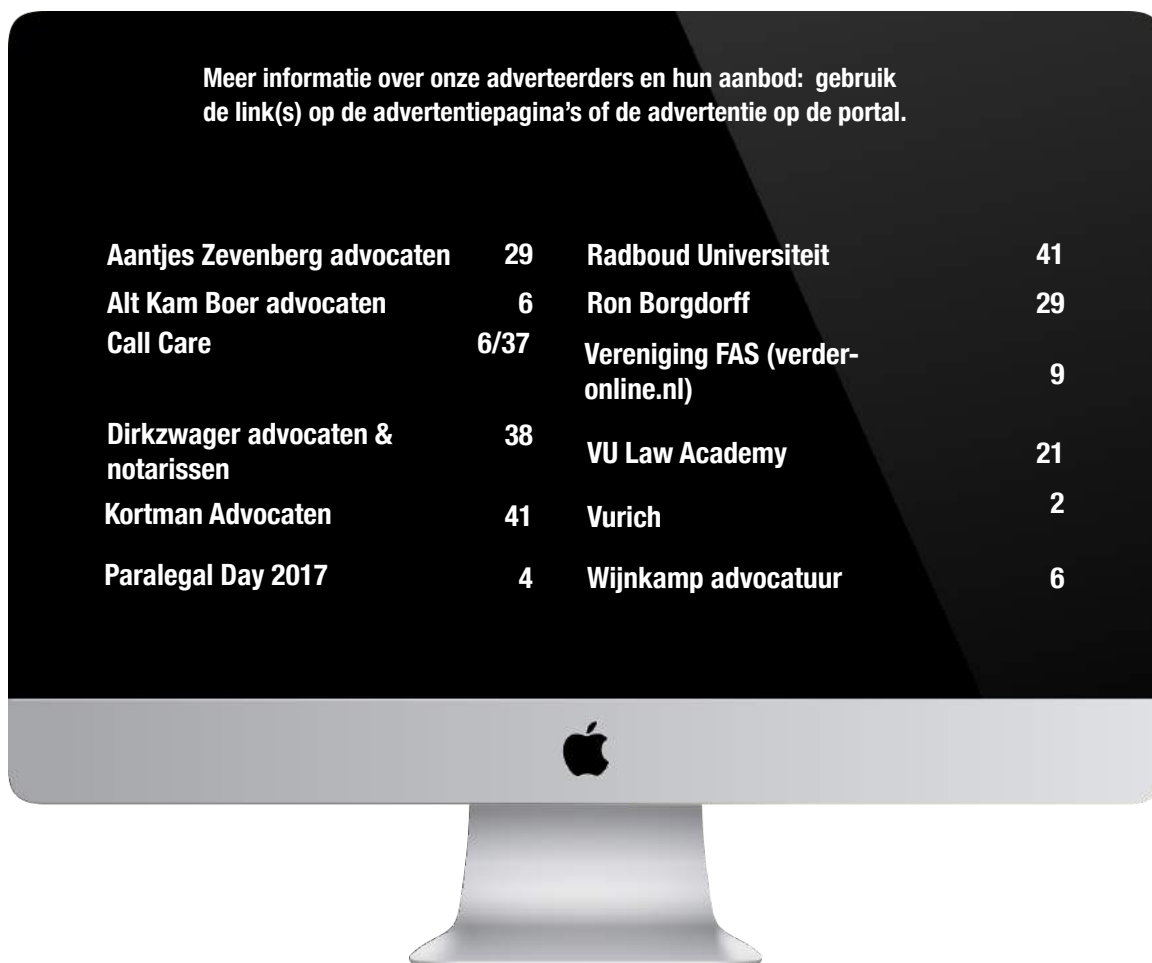 Meer informatie over onze adverteerders en hun aanbod: gebruik
de link(s) op de advertentiepagina's of de advertentie op de portal.
Aantjes Zevenberg advocaten 29
Alt Kam Boer advocaten 6
Call Care 6/37
Dirkzwager advocaten & 38
notarissen
Kortman Advocaten 41
Paralegal Day 2017 4
Radboud Universiteit 41
Ron Borgdorff 29
Vereniging FAS (verder-
online.nl) 9
VU Law Academy 21
Vurich 2
Wijnkamp advocatuur 6